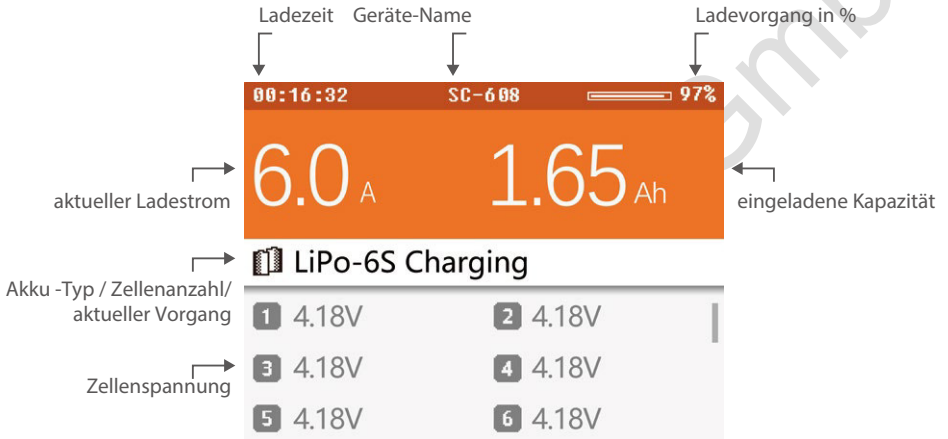 Ladezeit Geräte-Name Ladevorgang in %
00:16:32 SC-608 97%
6.0 A 1.65 Ah
aktueller Ladestrom
eingeladene Kapazität
LiPo-6S Charging
Akku -Typ / Zellenanzahl/
aktueller Vorgang
1 4.18V 2 4.18V
Zellenspannung
3 4.18V 4 4.18V
5 4.18V 6 4.18V
Gmb